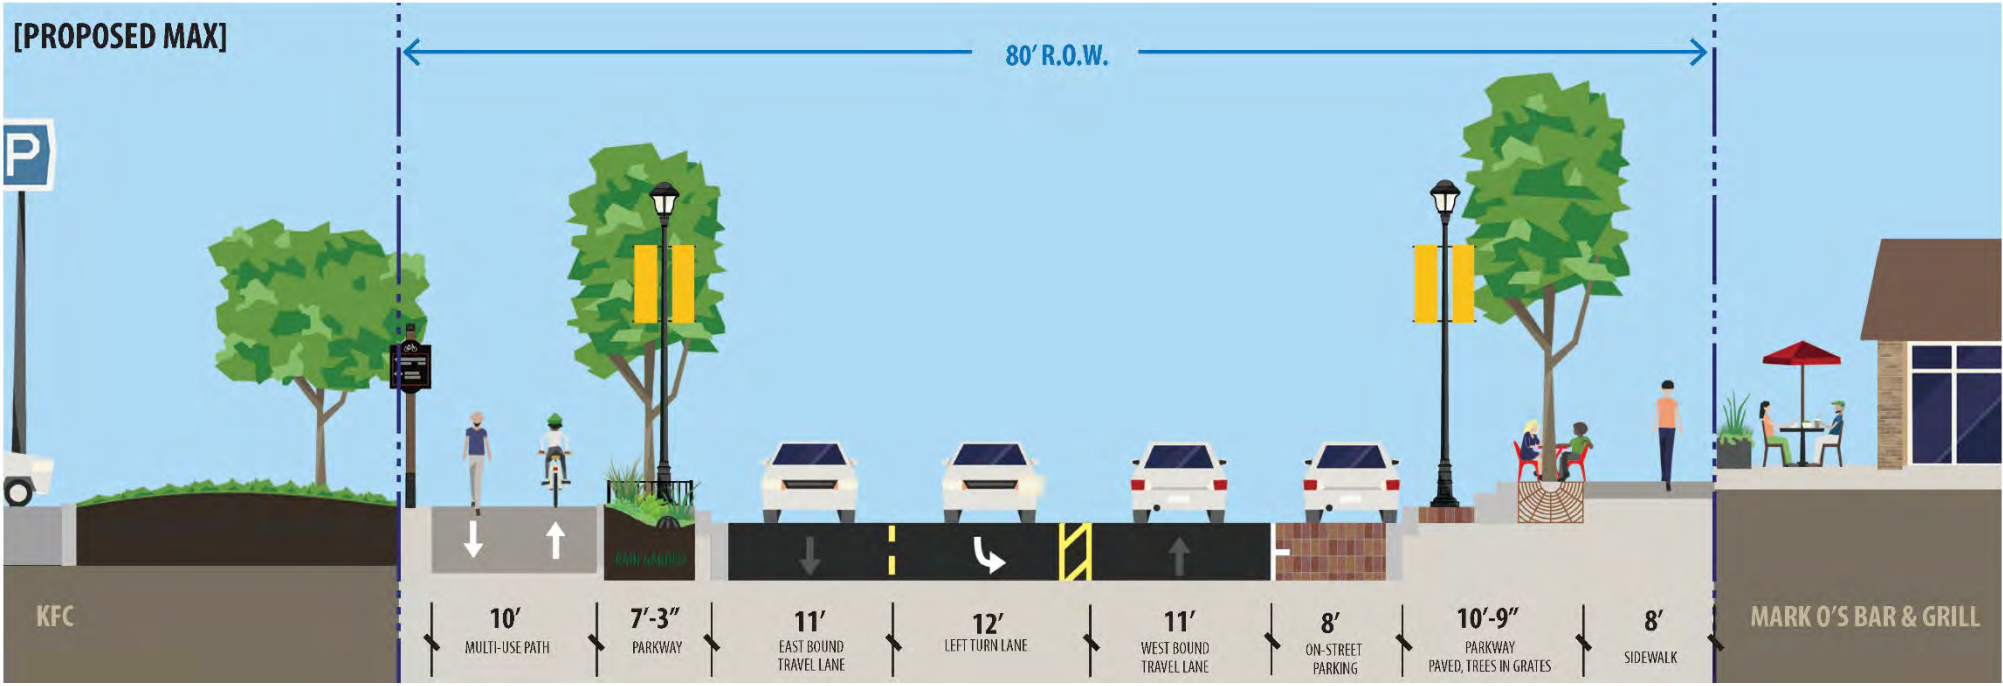 [PROPOSED MAX]
80' R.O.W.
P
RAIN GARDEN
KFC
MARK O'S BAR & GRILL
10'
MULTI-USE PATH
7'-3"
PARKWAY
11'
EAST BOUND
TRAVEL LANE
12'
LEFT TURN LANE
11'
WEST BOUND
TRAVEL LANE
8'
ON-STREET
PARKING
10'-9"
PARKWAY
PAVED, TREES IN GRATES
8'
SIDEWALK